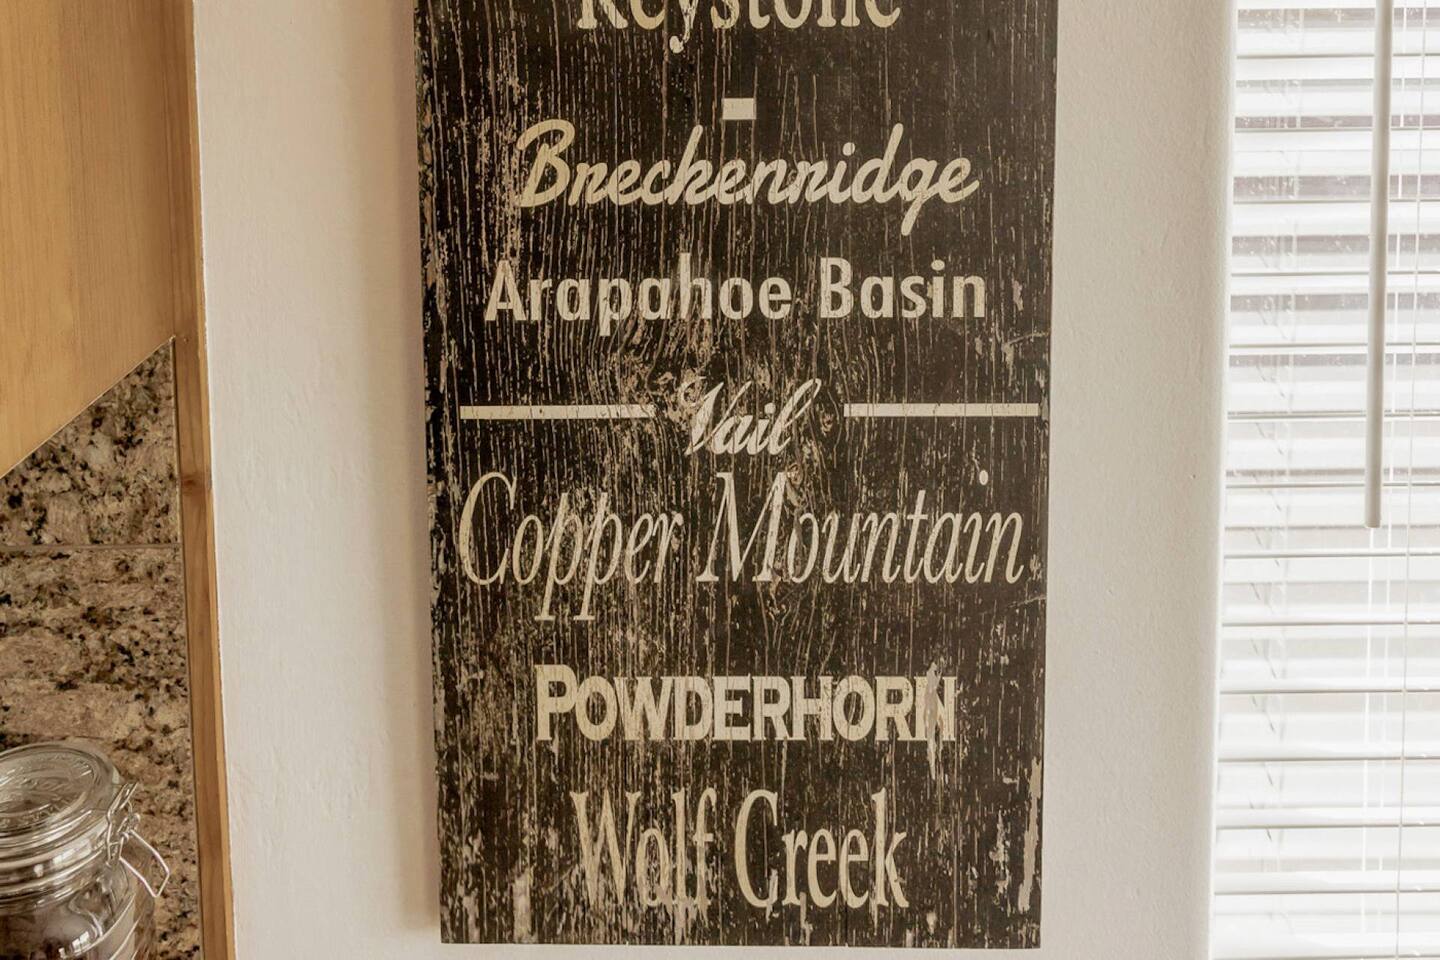 Keystone
Breckenridge
Arapahoe Basin
Vail
Copper Mountain
POWDERHORN
Wolf Creek